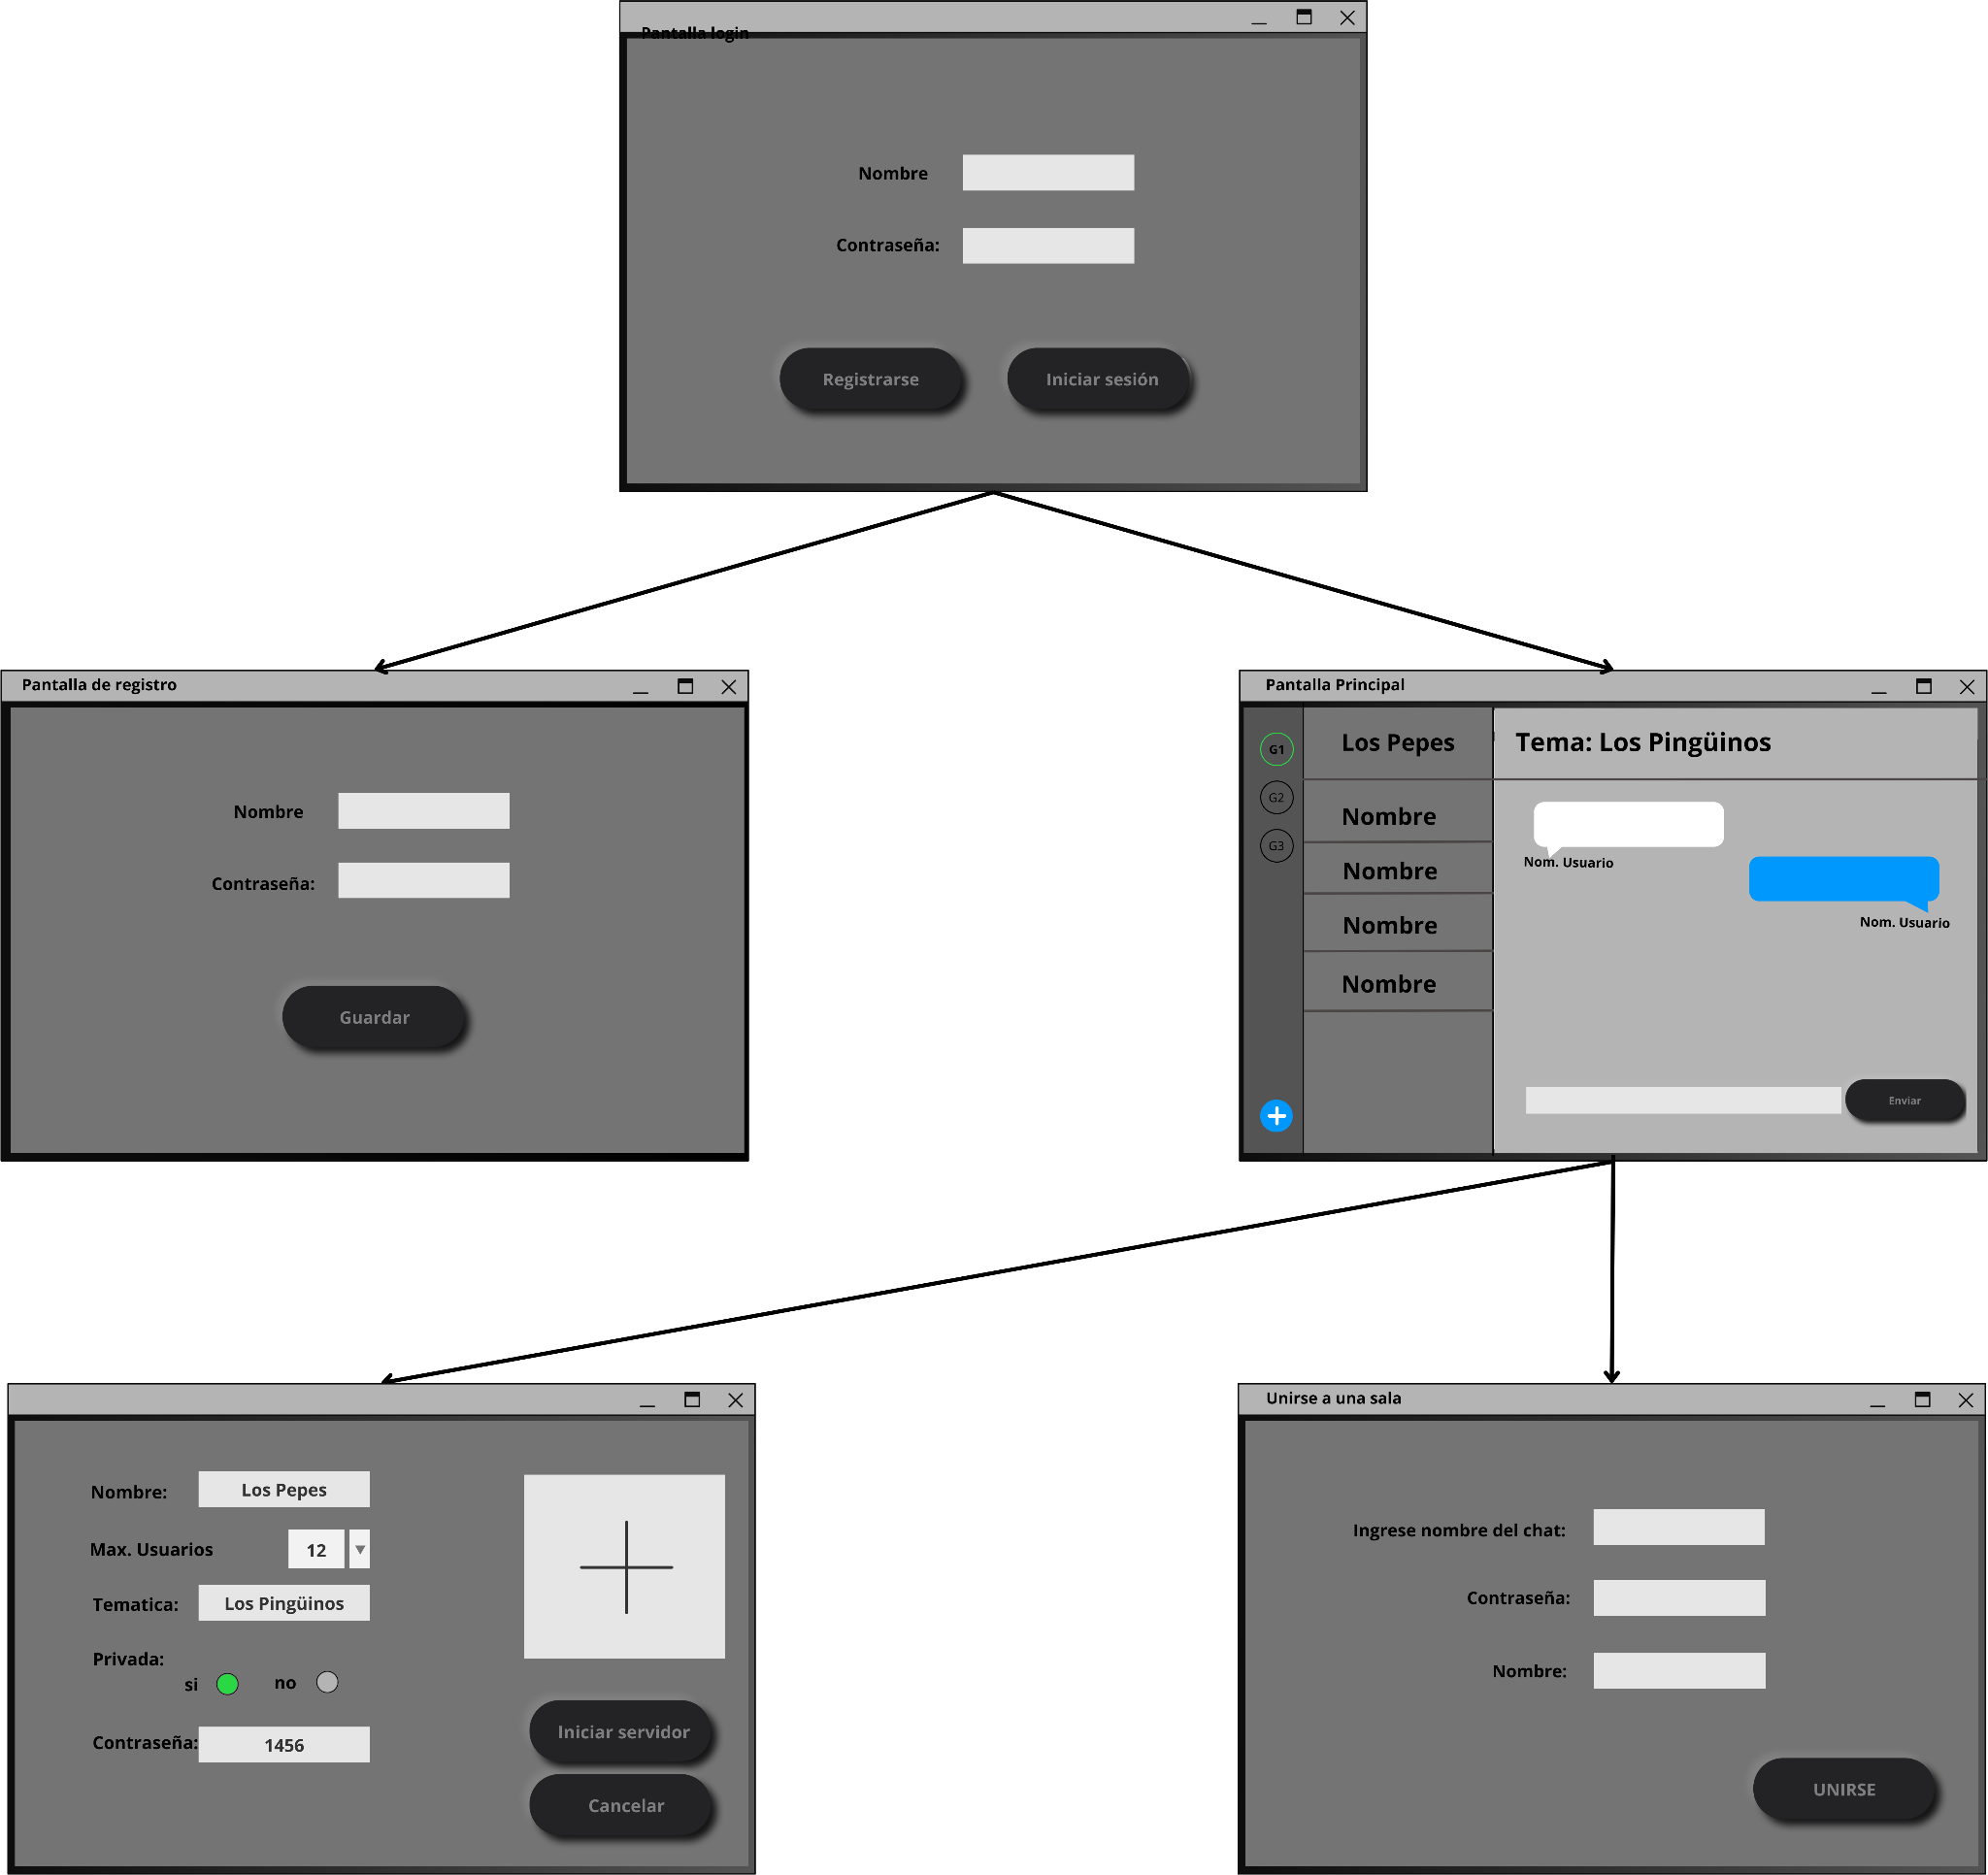 Pantalla login
Nombre
Contraseña:
Registrarse
Iniciar sesión
Pantalla de registro
Nombre
Contraseña:
Guardar
Pantalla Principal
G1
G2
G3
Los Pepes
Nombre
Nombre
Nombre
Nombre
Tema: Los Pingüinos
Nom. Usuario
Nom. Usuario
Enviar
Nombre:
Los Pepes
Max. Usuarios
12
Tematica:
Los Pingüinos
Privada:
si
no
Contraseña:
1456
Iniciar servidor
Cancelar
Unirse a una sala
Ingrese nombre del chat:
Contraseña:
Nombre:
UNIRSE